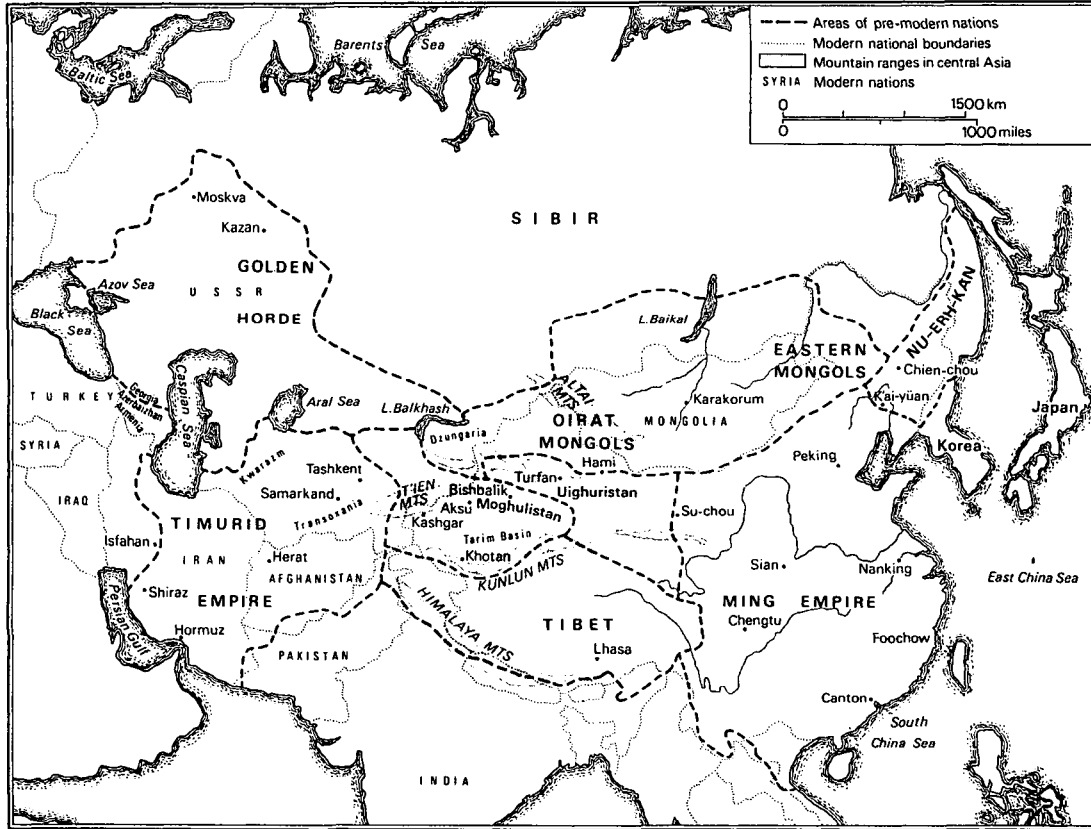 Areas of pre-modern nations
Modern national boundaries
Mountain ranges in central Asia
SYRIA Modern nations
0 1500 km
0 1000 miles
Baltic Sea
Barents Sea
Moskva
Kazan
SIBIR
GOLDEN
HORDE
USSR
Azov Sea
Black Sea
L.Baikal
NU-ERH-KAN
EASTERN
MONGOLS
Chien-chou
K'ai-yüan
Karakorum
MONGOLIA
ALTAI MTS
OIRAT
MONGOLS
TURKEY
Georgia
Azerbaithan
Armenia
Caspian Sea
Aral Sea
L.Balkhash
Dzungaria
Hami
Japan
Korea
Peking
SYRIA
Kwarazm
Tashkent
Samarkand
Transoxania
TIEN MTS
Bishbalik
Turfan
Uighuristan
Aksu
Moghulistan
Kashgar
Tarim Basin
Khotan
KUNLUN MTS
Su-chou
IRAQ
TIMURID
EMPIRE
Isfahan
IRAN
Herat
AFGHANISTAN
Shiraz
Persian Gulf
Hormuz
PAKISTAN
HIMALAYA MTS
TIBET
Lhasa
Sian
Nanking
East China Sea
MING EMPIRE
Chengtu
Foochow
Canton
South
China Sea
INDIA